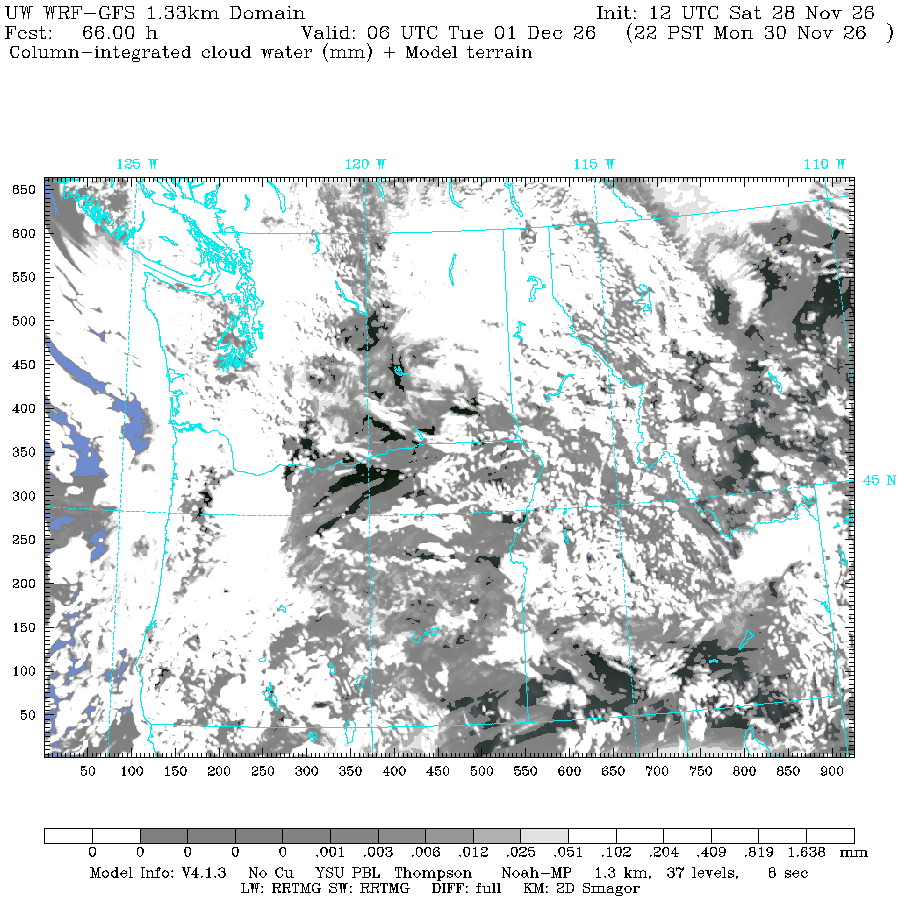 UW WRF-GFS 1.33km Domain Init: 12 UTC Sat 28 Nov 26
Fcst: 66.00 h Valid: 06 UTC Tue 01 Dec 26 (22 PST Mon 30 Nov 26 )
Column-integrated cloud water (mm) + Model terrain
125 W 120 W 115 W 110 W
650
600
550
500
450
400
350
45 N
300
250
200
150
100
50
50 100 150 200 250 300 350 400 450 500 550 600 650 700 750 800 850 900
0 0 0 0 0 .001 .003 .006 .012 .025 .051 .102 .204 .409 .819 1.638 mm
Model Info: V4.1.3 No Cu YSU PBL Thompson Noah-MP 1.3 km, 37 levels, 8 sec
LW: RRTMG SW: RRTMG DIFF: full KM: 2D Smagor